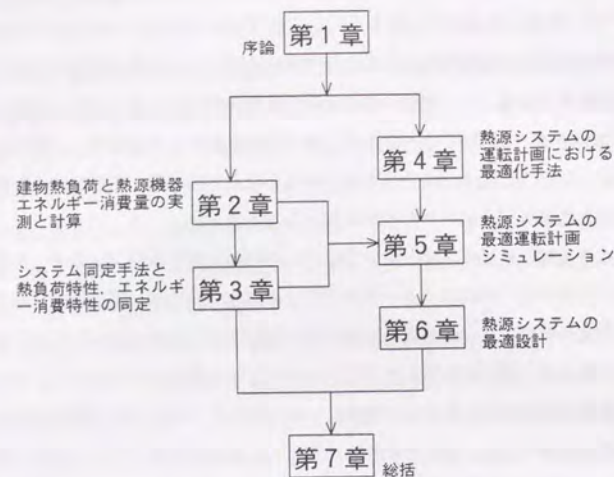 第1章
序論
第4章
熱源システムの
運転計画における
最適化手法
建物熱負荷と熱源機器
エネルギー消費量の実
測と計算
第2章
第5章
熱源システムの
最適運転計画
シミュレーション
システム同定手法と
熱負荷特性、エネルギ
ー消費特性の同定
第3章
第6章
熱源システムの
最適設計
第7章
総括